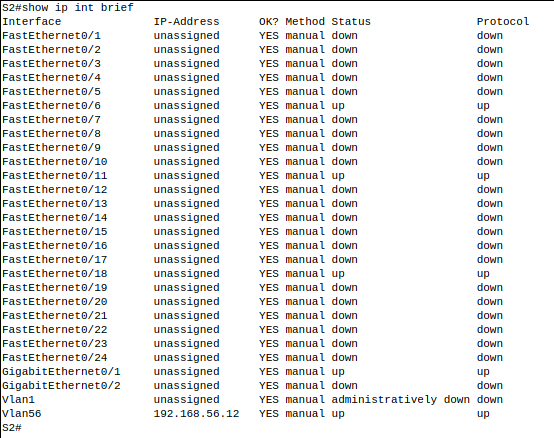 S2#show ip int brief
Interface              IP-Address      OK? Method Status                Protocol
FastEthernet0/1        unassigned      YES manual down                  down
FastEthernet0/2        unassigned      YES manual down                  down
FastEthernet0/3        unassigned      YES manual down                  down
FastEthernet0/4        unassigned      YES manual down                  down
FastEthernet0/5        unassigned      YES manual down                  down
FastEthernet0/6        unassigned      YES manual up                    up
FastEthernet0/7        unassigned      YES manual down                  down
FastEthernet0/8        unassigned      YES manual down                  down
FastEthernet0/9        unassigned      YES manual down                  down
FastEthernet0/10       unassigned      YES manual down                  down
FastEthernet0/11       unassigned      YES manual up                    up
FastEthernet0/12       unassigned      YES manual down                  down
FastEthernet0/13       unassigned      YES manual down                  down
FastEthernet0/14       unassigned      YES manual down                  down
FastEthernet0/15       unassigned      YES manual down                  down
FastEthernet0/16       unassigned      YES manual down                  down
FastEthernet0/17       unassigned      YES manual down                  down
FastEthernet0/18       unassigned      YES manual up                    up
FastEthernet0/19       unassigned      YES manual down                  down
FastEthernet0/20       unassigned      YES manual down                  down
FastEthernet0/21       unassigned      YES manual down                  down
FastEthernet0/22       unassigned      YES manual down                  down
FastEthernet0/23       unassigned      YES manual down                  down
FastEthernet0/24       unassigned      YES manual down                  down
GigabitEthernet0/1     unassigned      YES manual up                    up
GigabitEthernet0/2     unassigned      YES manual down                  down
Vlan1                  unassigned      YES manual administratively down down
Vlan56                 192.168.56.12   YES manual up                    up
S2#